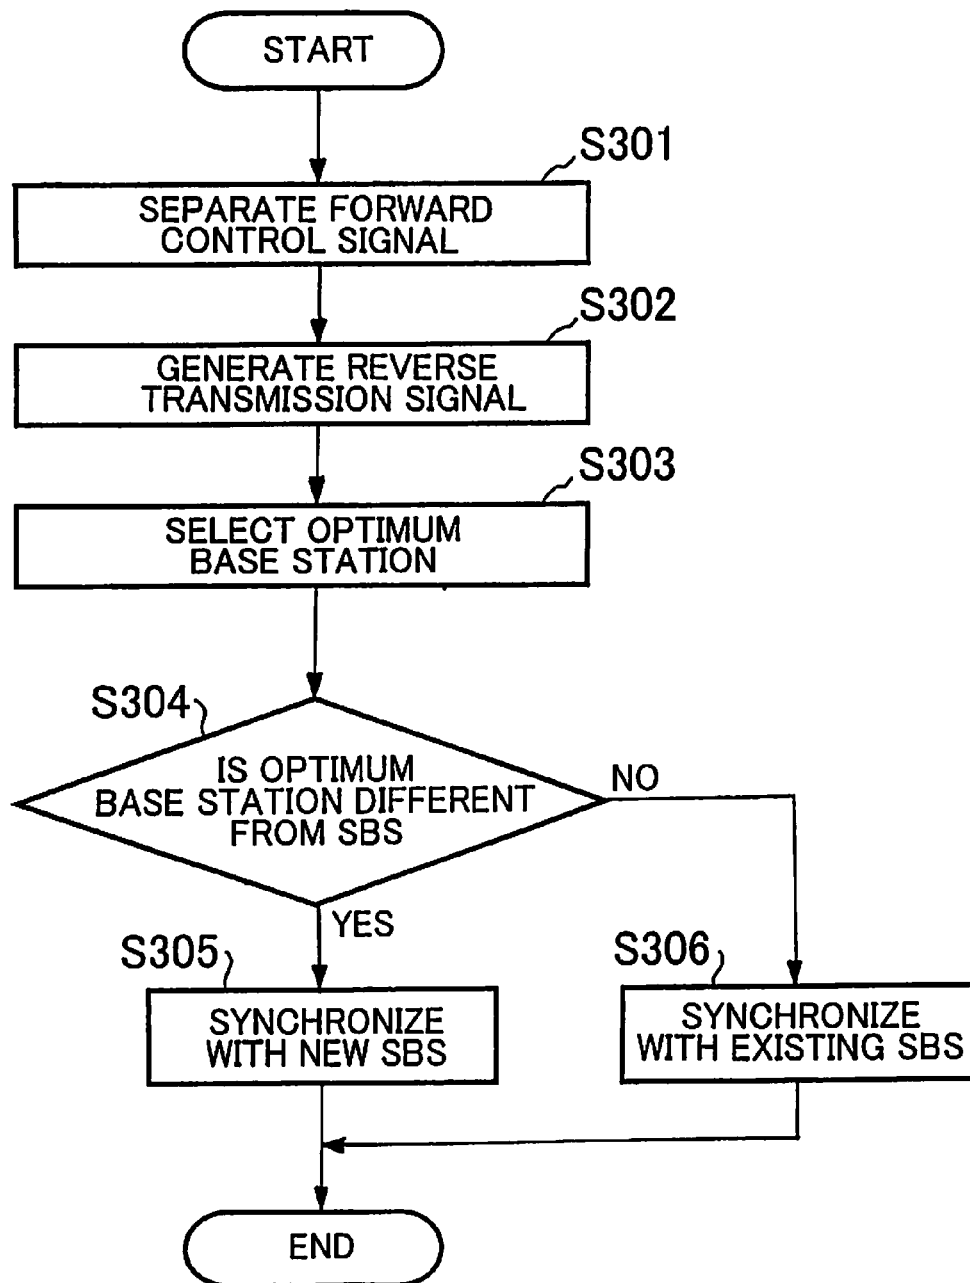 START
S301
SEPARATE FORWARD
CONTROL SIGNAL
S302
GENERATE REVERSE
TRANSMISSION SIGNAL
S303
SELECT OPTIMUM
BASE STATION
S304
IS OPTIMUM
BASE STATION DIFFERENT
FROM SBS
NO
YES
S305
SYNCHRONIZE
WITH NEW SBS
S306
SYNCHRONIZE
WITH EXISTING SBS
END